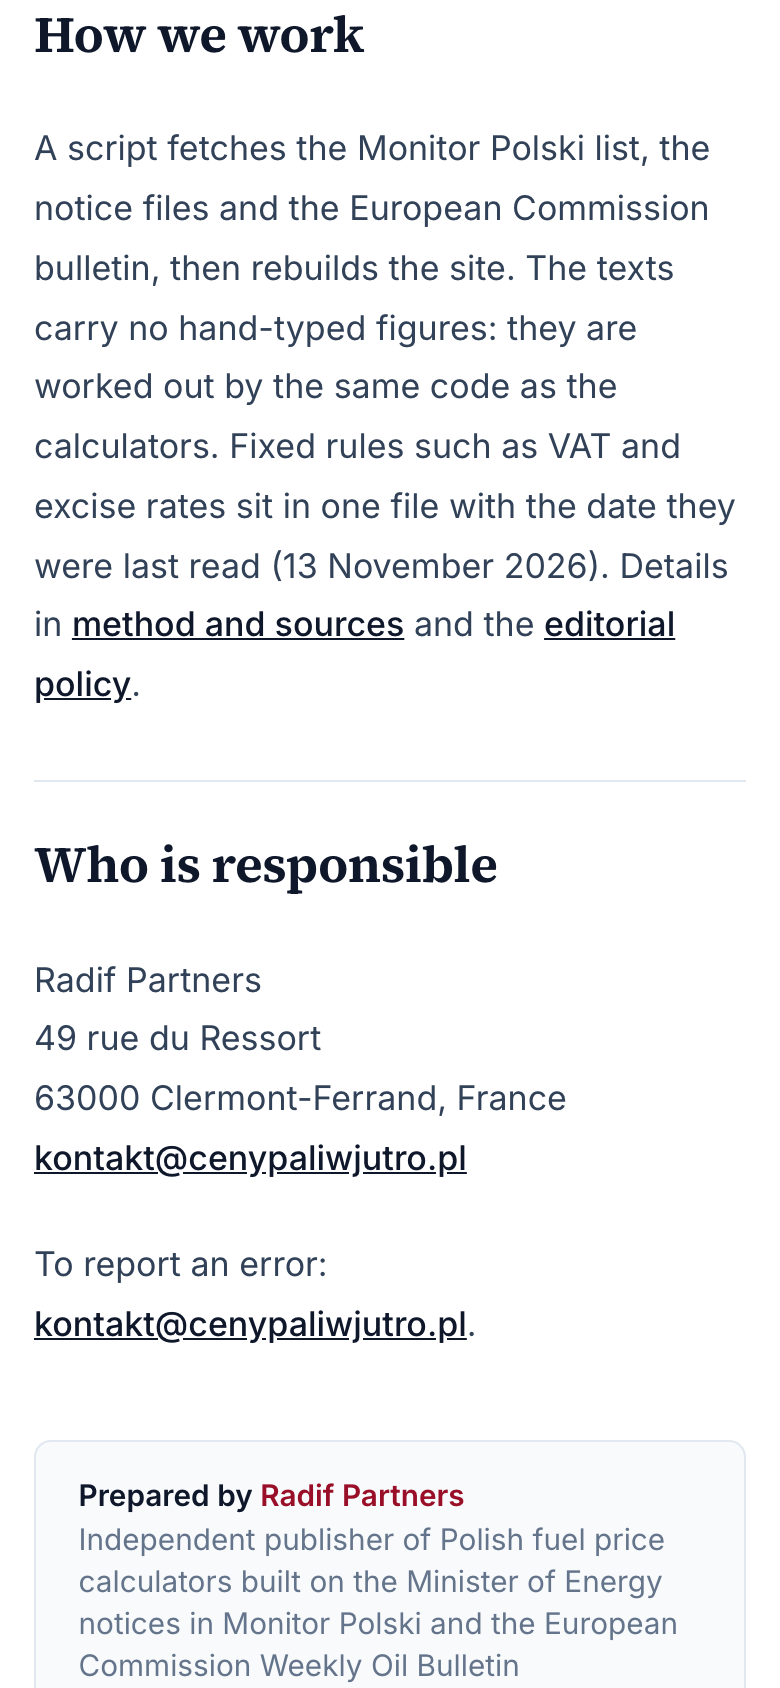 How we work
A script fetches the Monitor Polski list, the
notice files and the European Commission
bulletin, then rebuilds the site. The texts
carry no hand-typed figures: they are
worked out by the same code as the
calculators. Fixed rules such as VAT and
excise rates sit in one file with the date they
were last read (13 November 2026). Details
in method and sources and the editorial
policy.
Who is responsible
Radif Partners
49 rue du Ressort
63000 Clermont-Ferrand, France
kontakt@cenypaliwjutro.pl
To report an error:
kontakt@cenypaliwjutro.pl.
Prepared by Radif Partners
Independent publisher of Polish fuel price
calculators built on the Minister of Energy
notices in Monitor Polski and the European
Commission Weekly Oil Bulletin